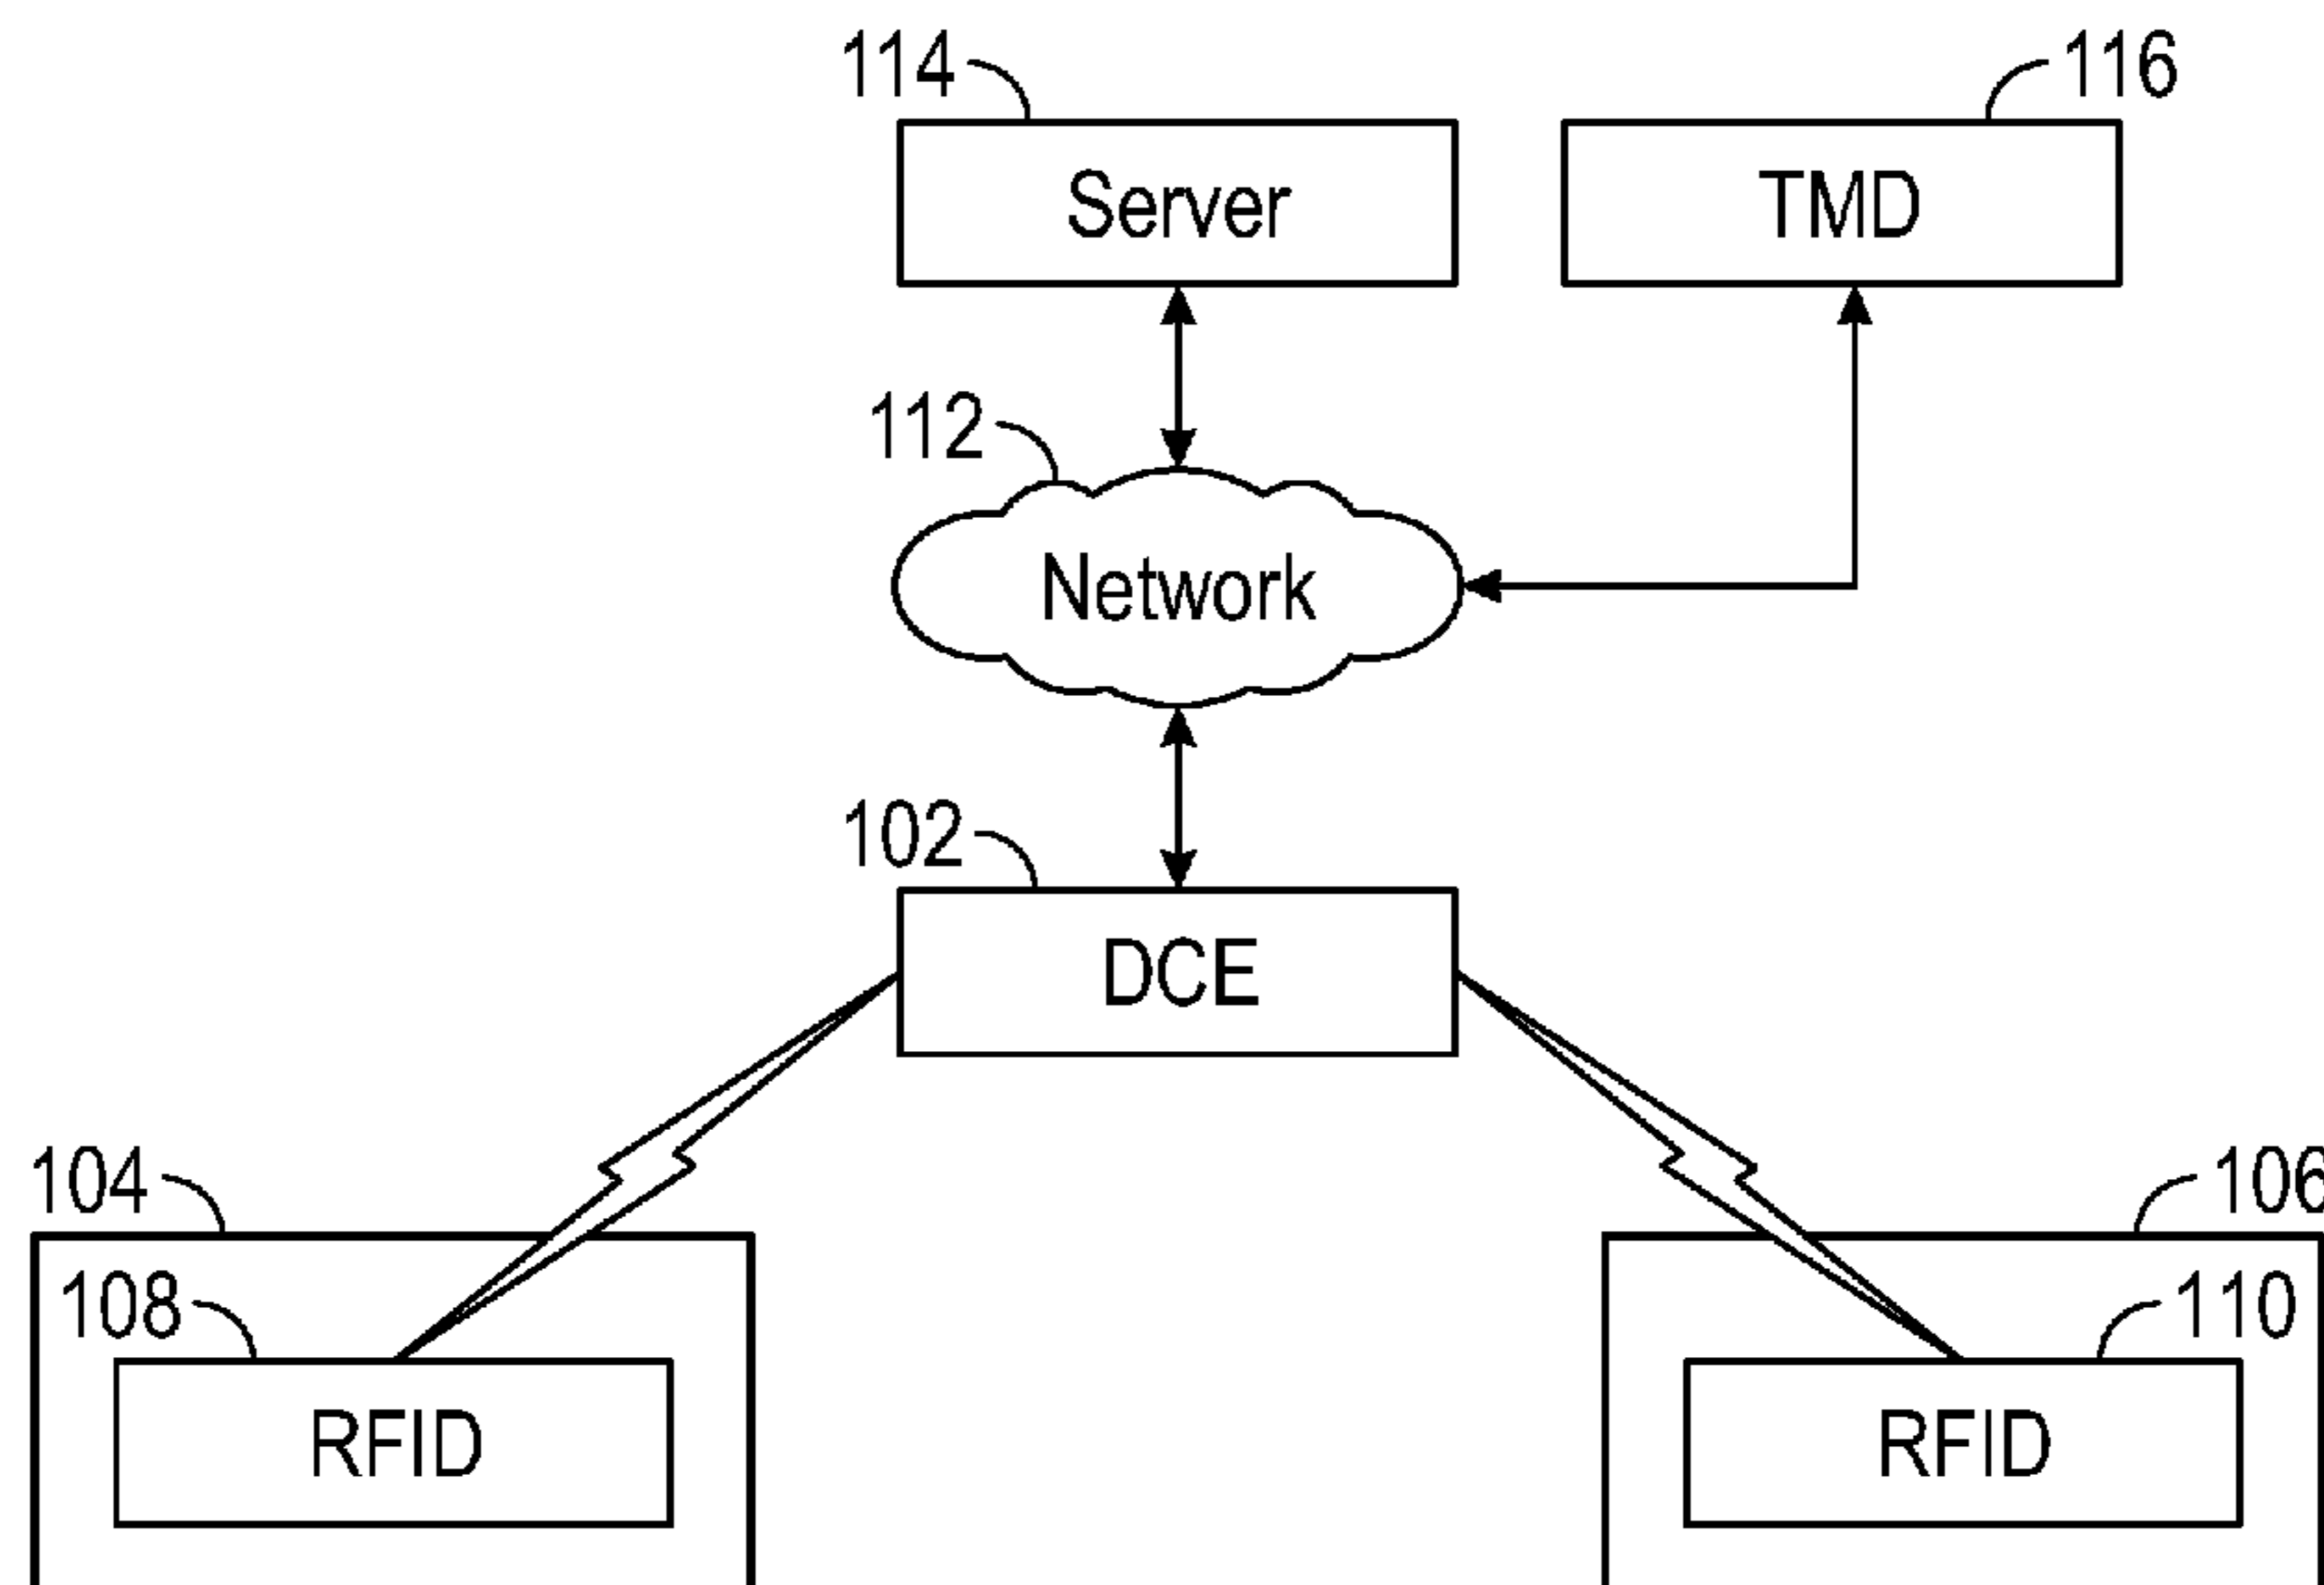 114
116
Server
TMD
112
Network
102
DCE
104
106
108
110
RFID
RFID